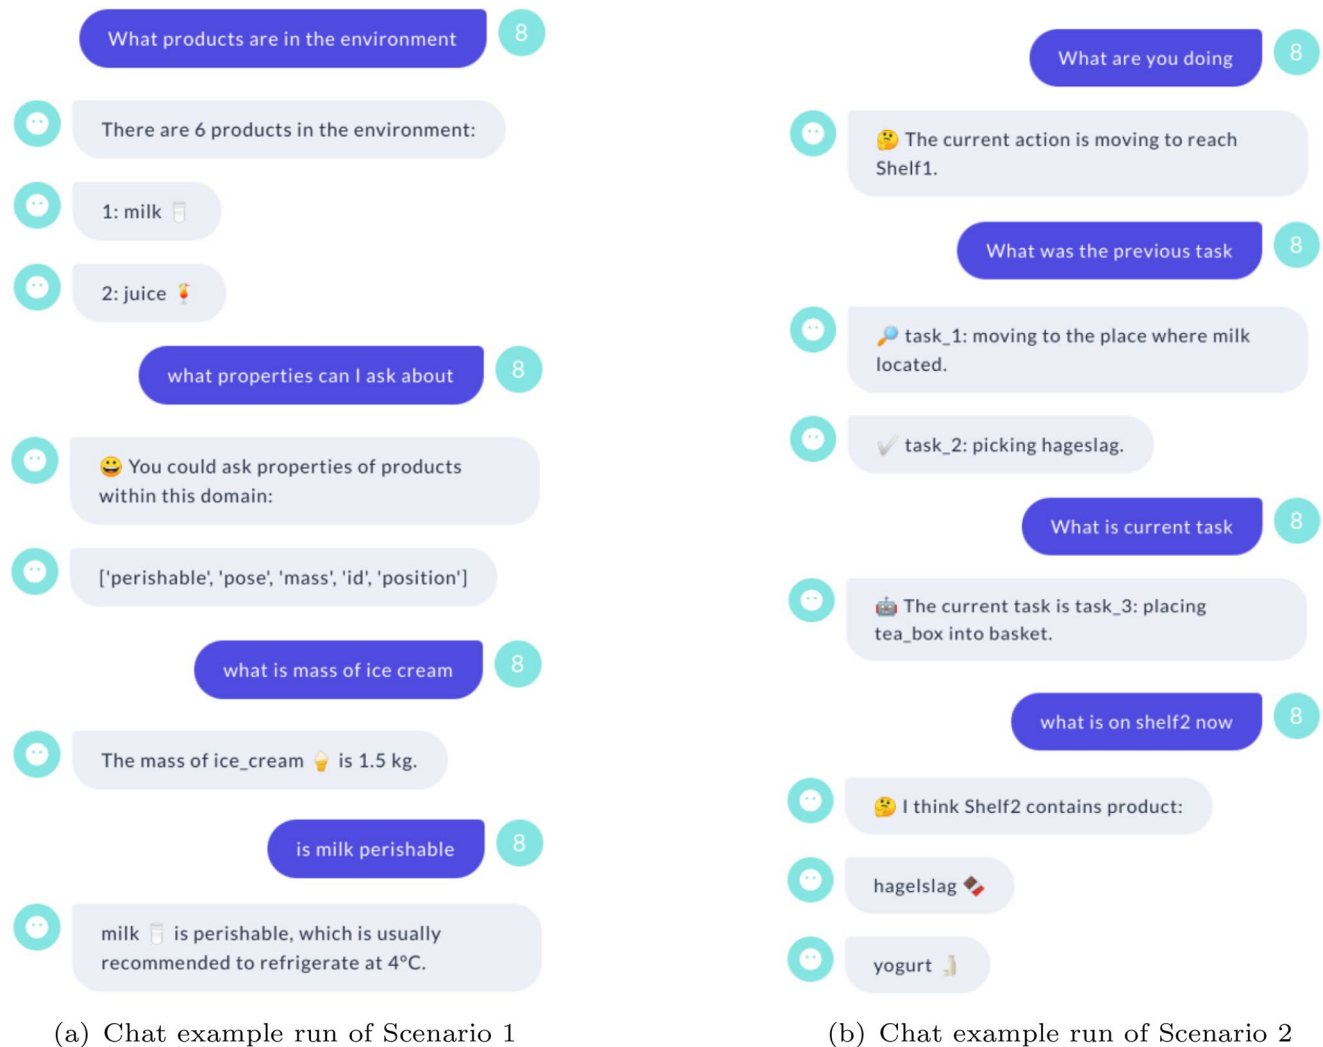 What products are in the environment
8
There are 6 products in the environment:
1: milk 🥛
2: juice 🍹
what properties can I ask about
8
😀 You could ask properties of products
within this domain:
['perishable', 'pose', 'mass', 'id', 'position']
what is mass of ice cream
8
The mass of ice_cream 🍦 is 1.5 kg.
is milk perishable
8
milk 🥛 is perishable, which is usually
recommended to refrigerate at 4°C.
(a) Chat example run of Scenario 1
What are you doing
8
🤔 The current action is moving to reach
Shelf1.
What was the previous task
8
🔎 task_1: moving to the place where milk
located.
✔ task_2: picking hageslag.
What is current task
8
🤖 The current task is task_3: placing
tea_box into basket.
what is on shelf2 now
8
🤔 I think Shelf2 contains product:
hagelslag 🍫
yogurt 🍶
(b) Chat example run of Scenario 2